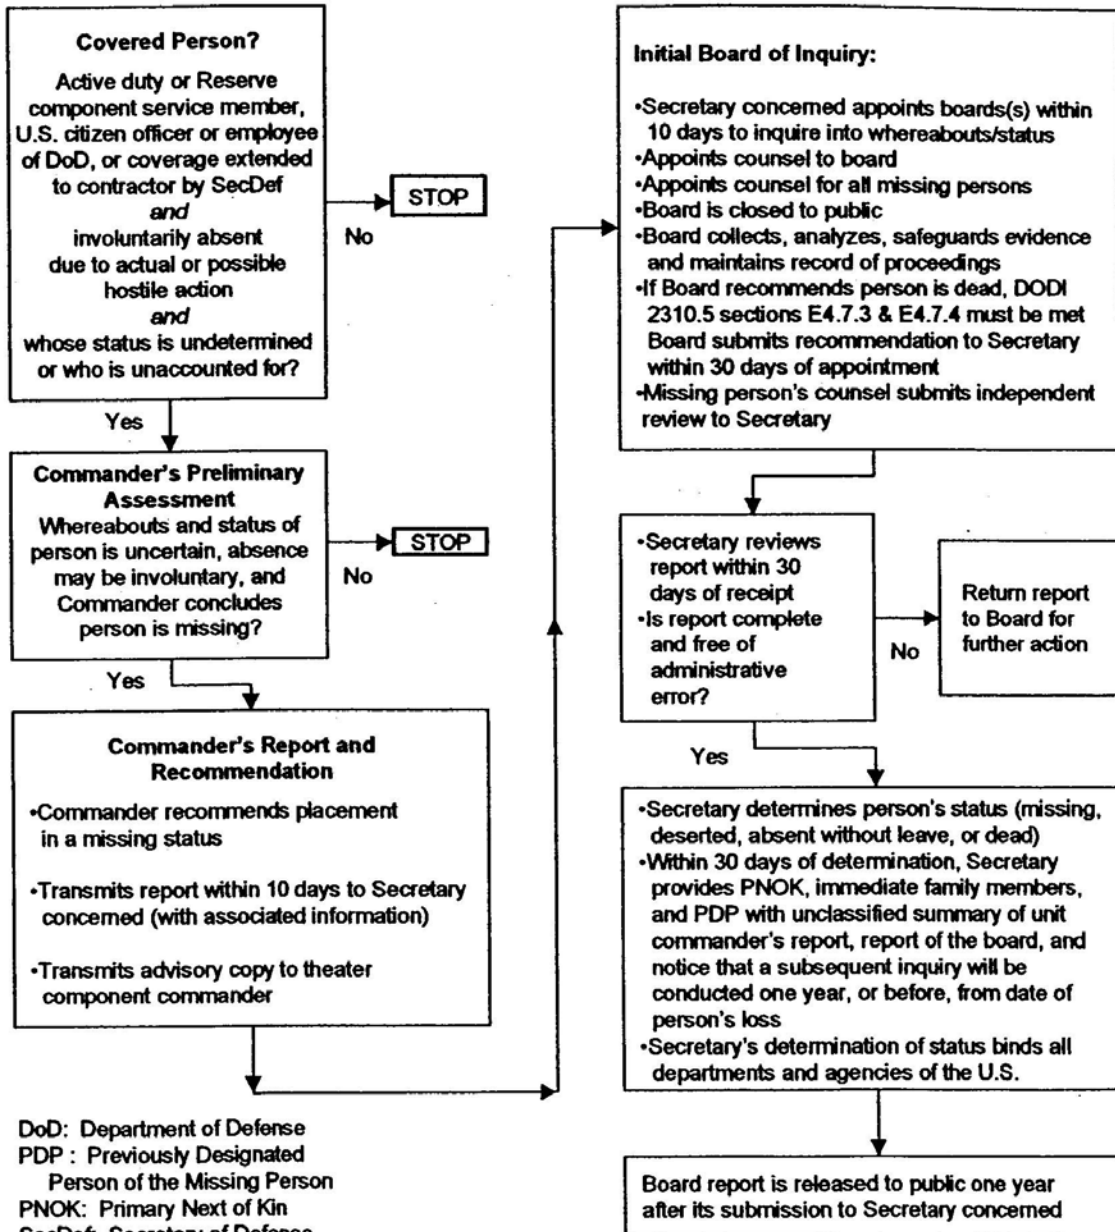 Covered Person?
Active duty or Reserve
component service member,
U.S. citizen officer or employee
of DoD, or coverage extended
to contractor by SecDef
and
involuntarily absent
due to actual or possible
hostile action
and
whose status is undetermined
or who is unaccounted for?
No
STOP
Yes
Commander's Preliminary
Assessment
Whereabouts and status of
person is uncertain, absence
may be involuntary, and
Commander concludes
person is missing?
No
STOP
Yes
Commander's Report and
Recommendation
•Commander recommends placement
in a missing status
•Transmits report within 10 days to Secretary
concerned (with associated information)
•Transmits advisory copy to theater
component commander
Initial Board of Inquiry:
•Secretary concerned appoints boards(s) within
10 days to inquire into whereabouts/status
•Appoints counsel to board
•Appoints counsel for all missing persons
•Board is closed to public
•Board collects, analyzes, safeguards evidence
and maintains record of proceedings
•If Board recommends person is dead, DODI
2310.5 sections E4.7.3 & E4.7.4 must be met
Board submits recommendation to Secretary
within 30 days of appointment
•Missing person's counsel submits independent
review to Secretary
•Secretary reviews
report within 30
days of receipt
•Is report complete
and free of
administrative
error?
No
Return report
to Board for
further action
Yes
•Secretary determines person's status (missing,
deserted, absent without leave, or dead)
•Within 30 days of determination, Secretary
provides PNOK, immediate family members,
and PDP with unclassified summary of unit
commander's report, report of the board, and
notice that a subsequent inquiry will be
conducted one year, or before, from date of
person's loss
•Secretary's determination of status binds all
departments and agencies of the U.S.
Board report is released to public one year
after its submission to Secretary concerned
DoD: Department of Defense
PDP : Previously Designated
Person of the Missing Person
PNOK: Primary Next of Kin
SecDef: Secretary of Defense